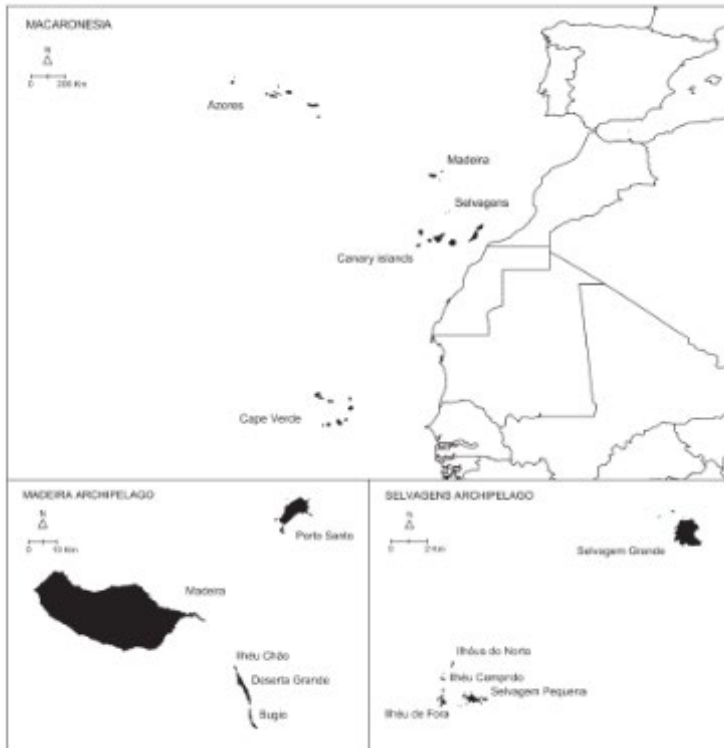 MACARONESIA
N
0 200 Km
Azores
Madeira
Selvagens
Canary islands
Cape Verde
MADEIRA ARCHIPELAGO
N
0 10 Km
Porto Santo
Madeira
Ilhéu Chão
Deserta Grande
Bugio
SELVAGENS ARCHIPELAGO
N
0 2 Km
Selvagem Grande
Ilhéus do Norte
Ilhéu Comprido
Selvagem Pequena
Ilhéu de Fora